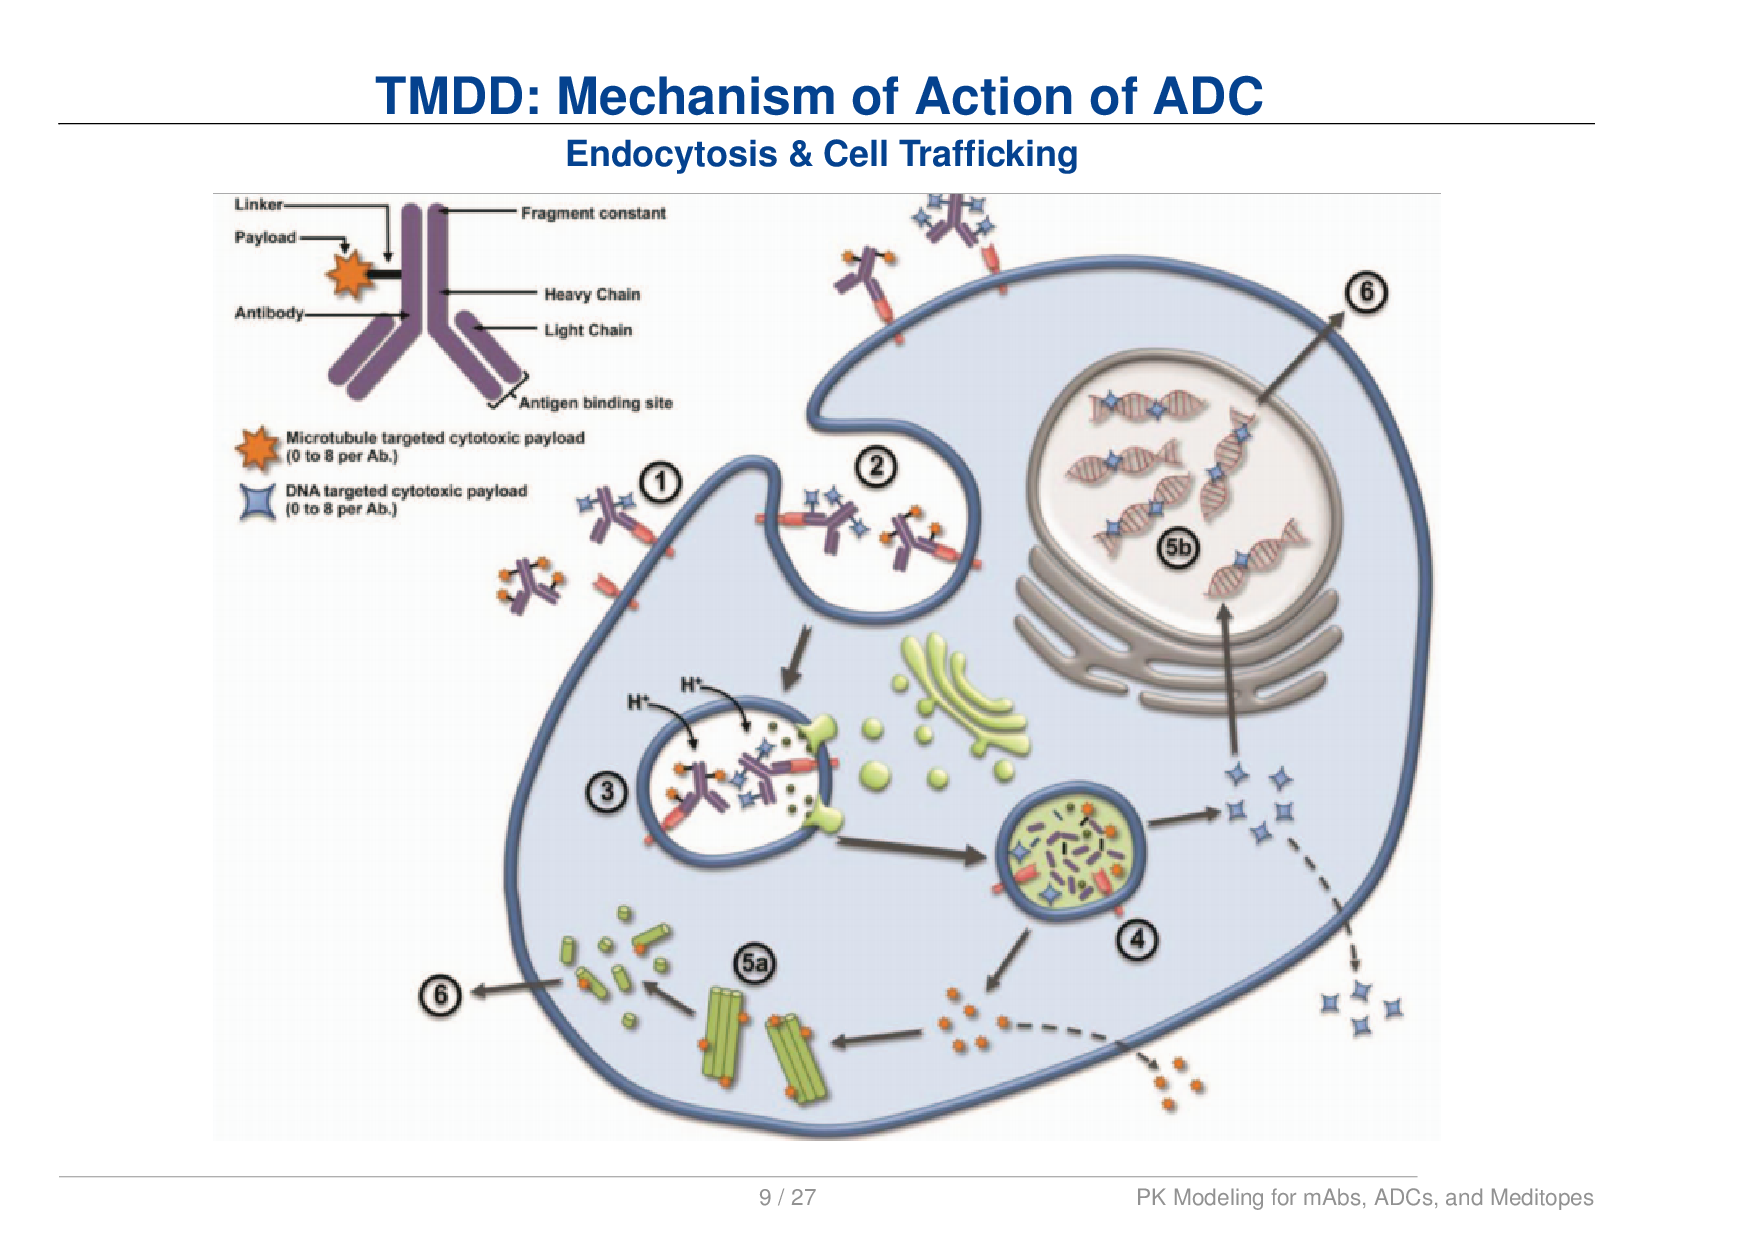 TMDD: Mechanism of Action of ADC
Endocytosis & Cell Trafficking
Linker
Fragment constant
Payload
Heavy Chain
Antibody
Light Chain
Antigen binding site
Microtubule targeted cytotoxic payload
(0 to 8 per Ab.)
DNA targeted cytotoxic payload
(0 to 8 per Ab.)
1
2
6
5b
H⁺
H⁺
3
4
5a
6
9 / 27
PK Modeling for mAbs, ADCs, and Meditopes